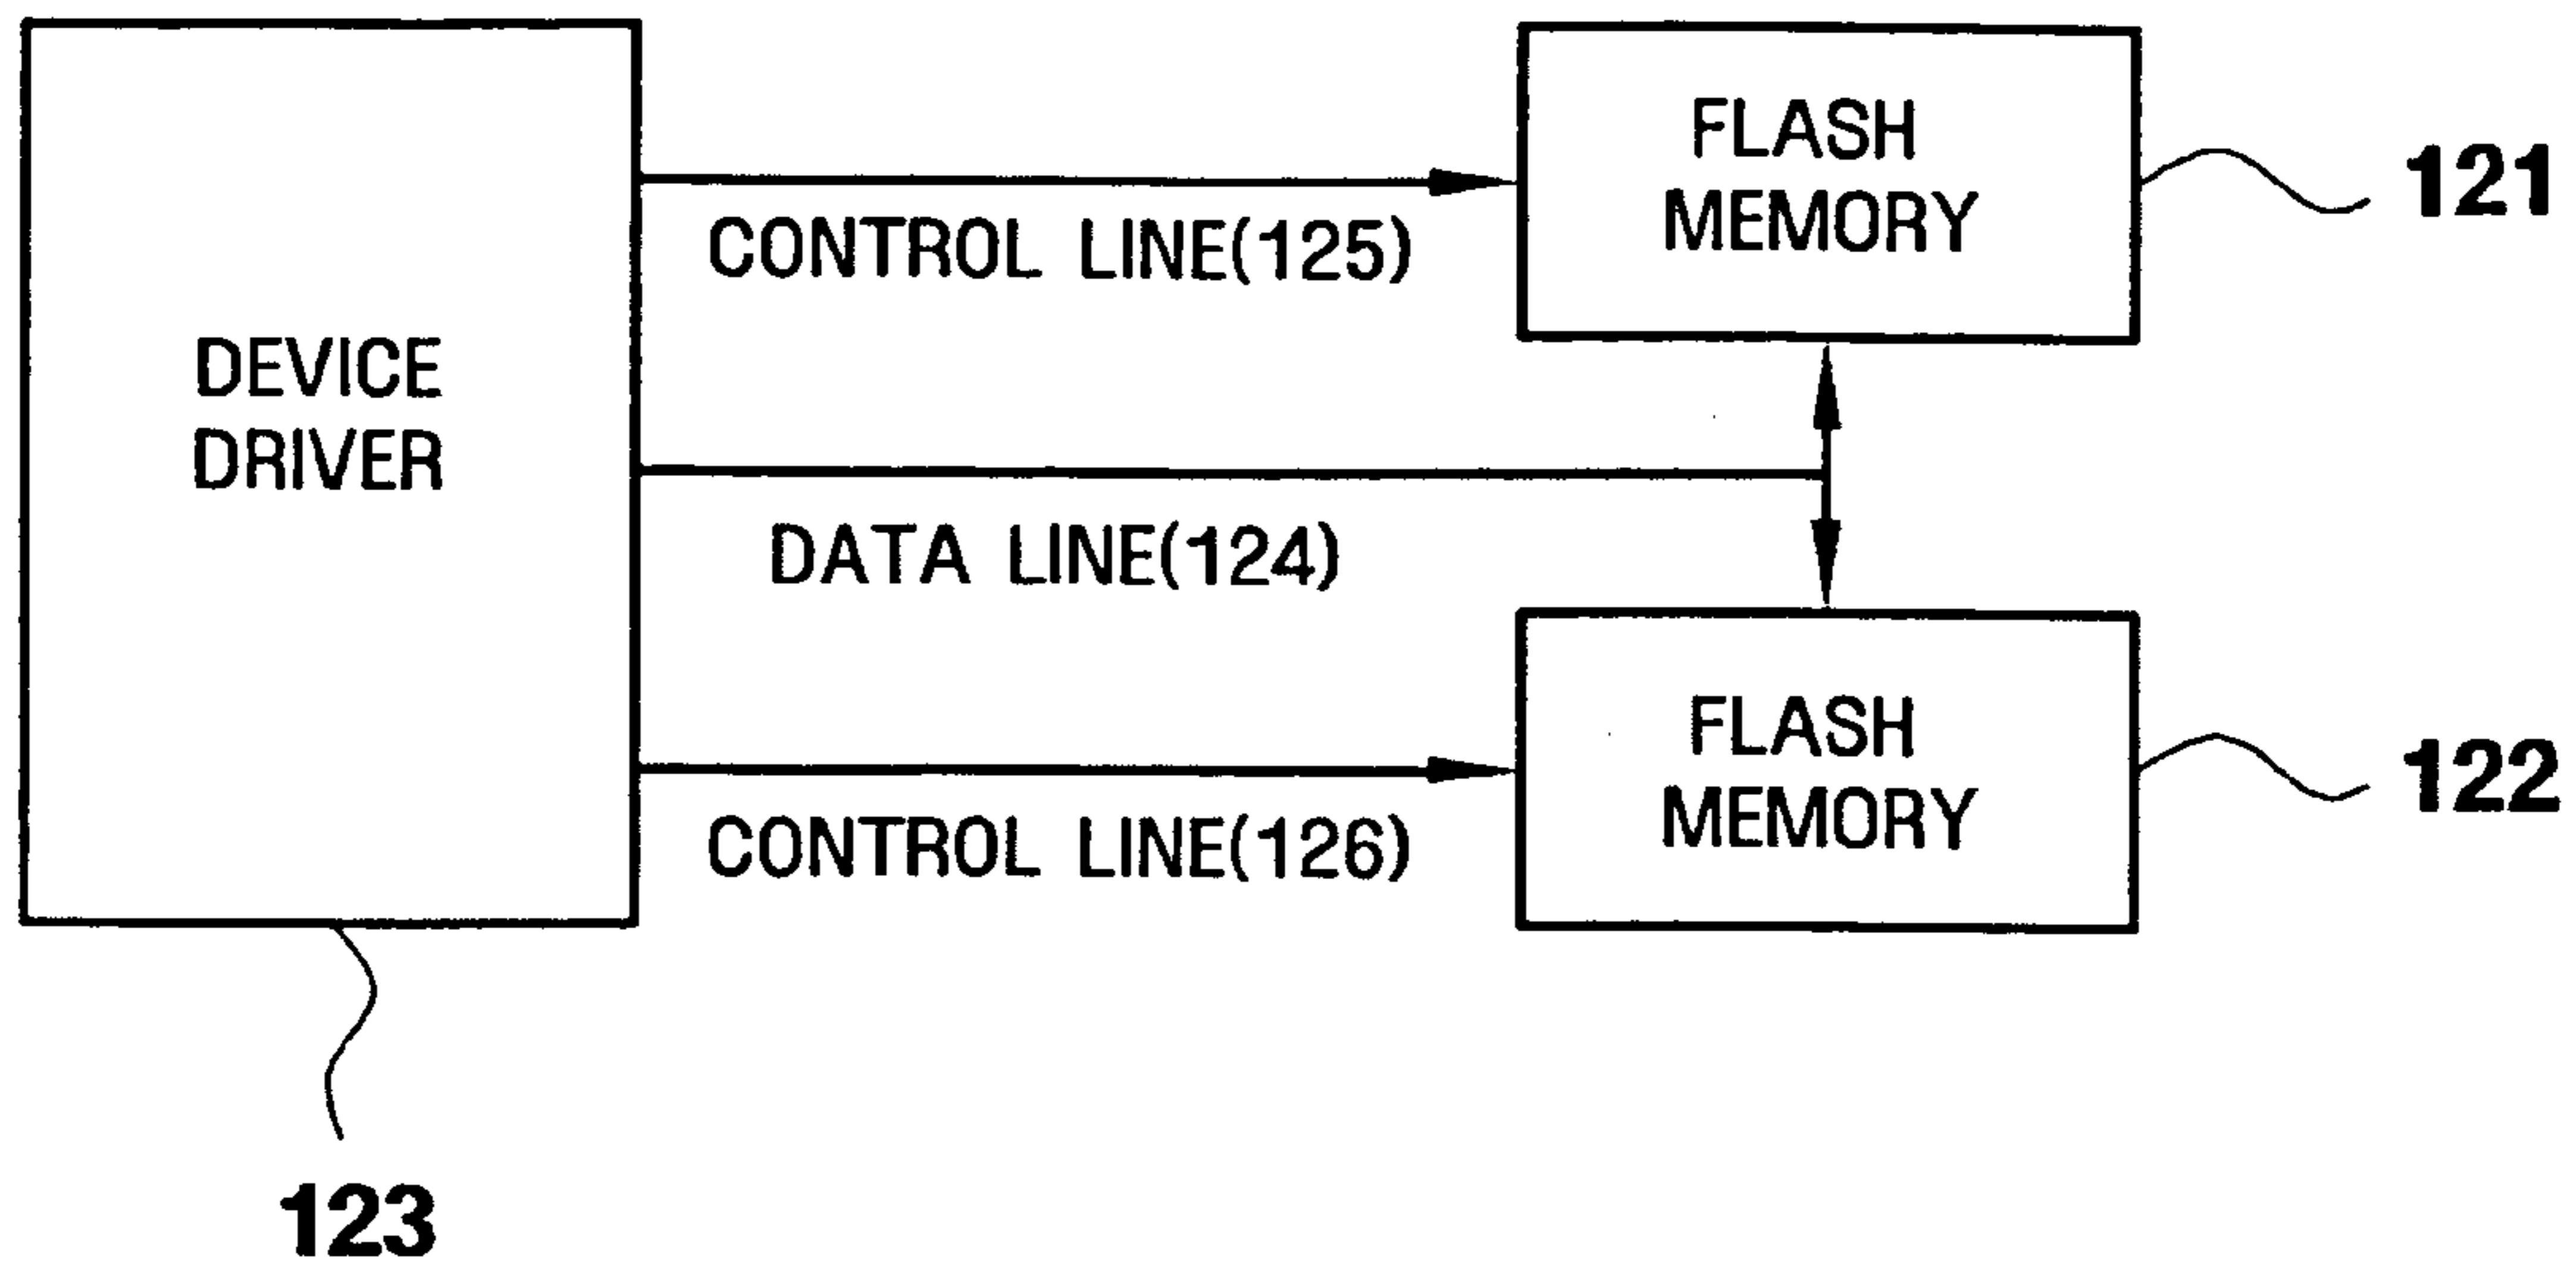 FLASH
MEMORY
121
CONTROL LINE(125)
DEVICE
DRIVER
DATA LINE(124)
FLASH
MEMORY
122
CONTROL LINE(126)
123